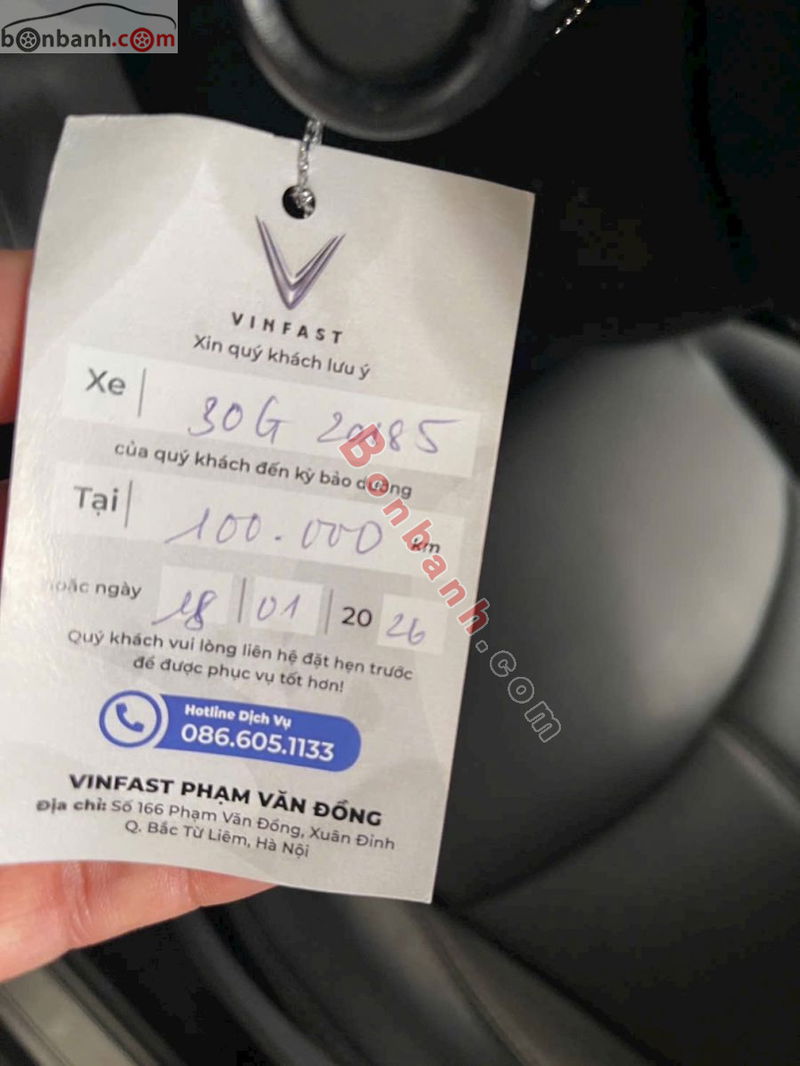 bonbanh.com
VINFAST
Xin quý khách lưu ý
Xe 30G 20185
của quý khách đến kỳ bảo dưỡng
Tại 100.000 km
hoặc ngày 18 01 20 26
Quý khách vui lòng liên hệ đặt hẹn trước
để được phục vụ tốt hơn!
Hotline Dịch Vụ
086.605.1133
VINFAST PHẠM VĂN ĐỒNG
Địa chỉ: Số 166 Phạm Văn Đồng, Xuân Đỉnh
Q. Bắc Từ Liêm, Hà Nội
Bonbanh.com